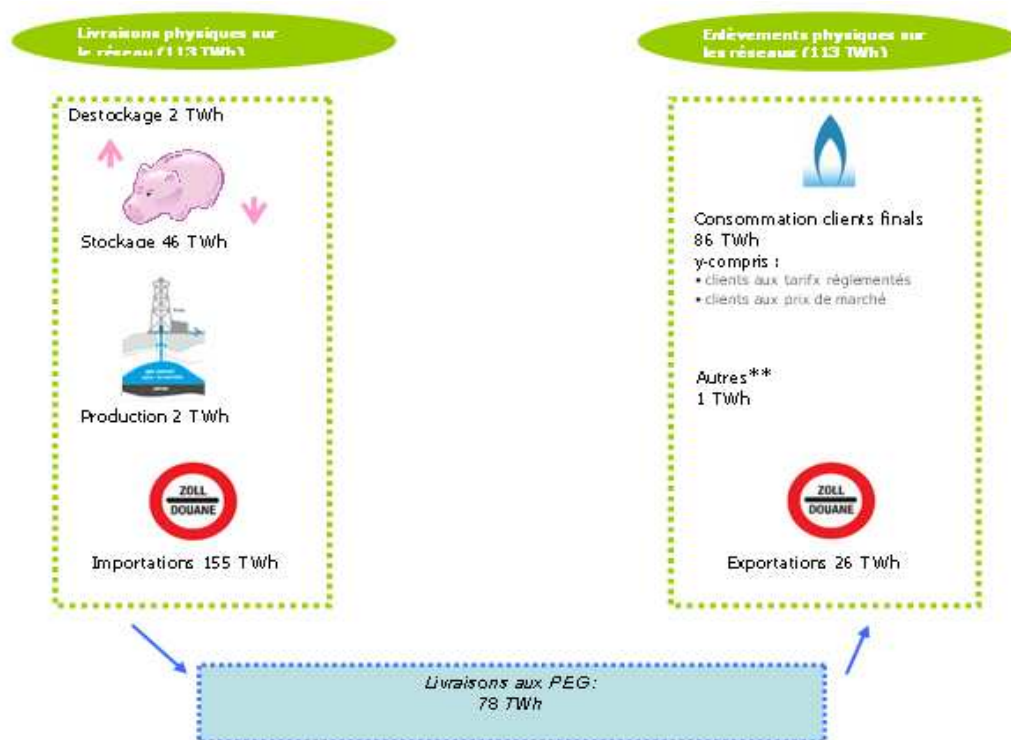 Livraisons physiques sur
le réseau (113 TWh)
Destockage 2 TWh
Stockage 46 TWh
Production 2 TWh
ZOLL
DOUANE
Importations 155 TWh
Enlèvements physiques sur
les réseaux (113 TWh)
Consommation clients finals
86 TWh
y-compris :
• clients aux tarifx réglementés
• clients aux prix de marché
Autres**
1 TWh
ZOLL
DOUANE
Exportations 26 TWh
Livraisons aux PEG:
78 TWh